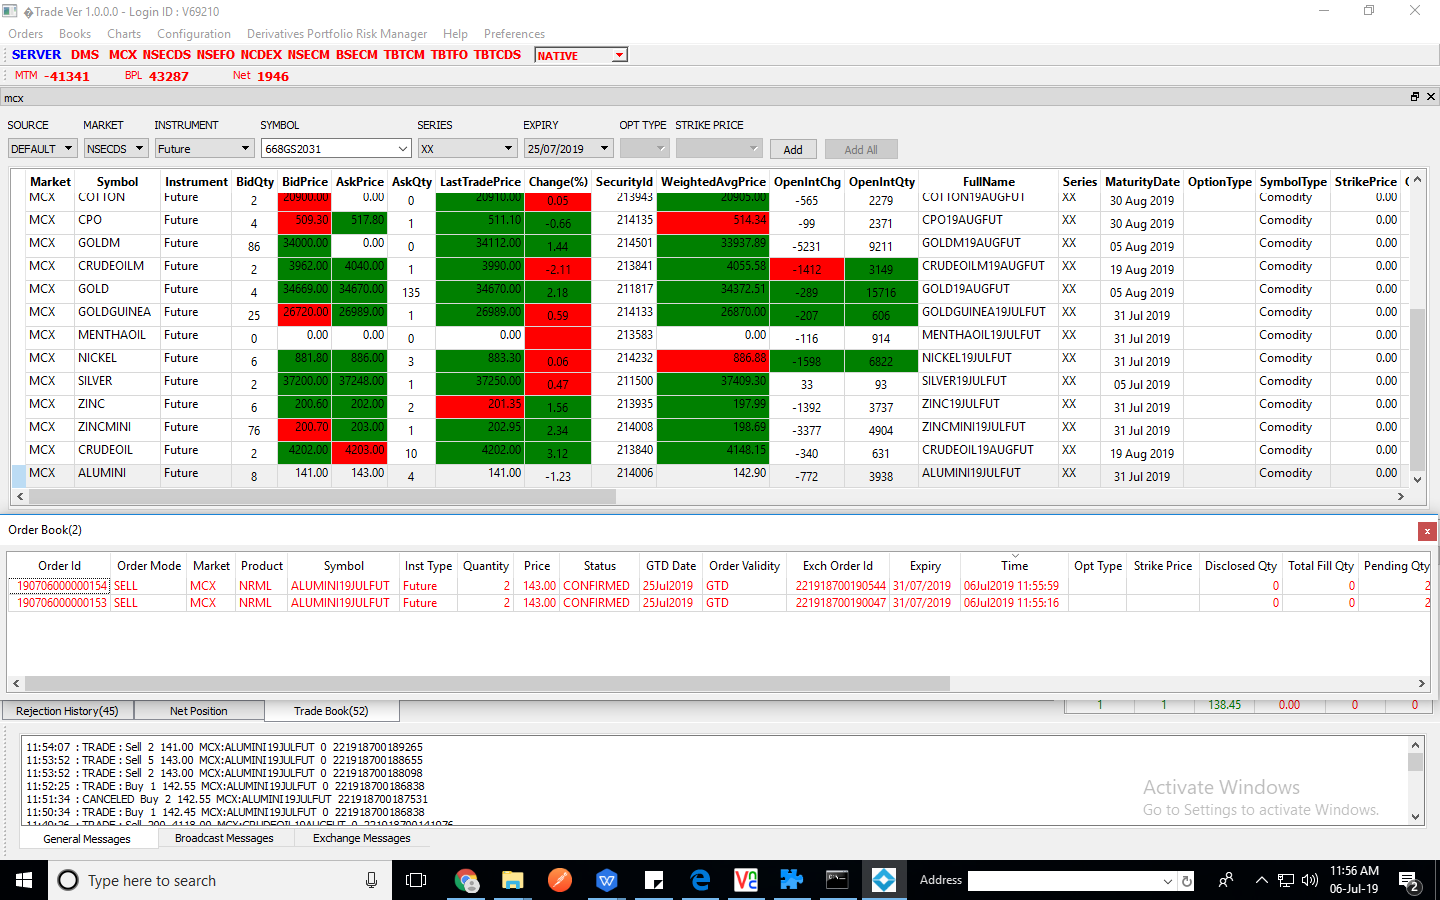 �Trade Ver 1.0.0.0 - Login ID : V69210
Orders Books Charts Configuration Derivatives Portfolio Risk Manager Help Preferences
SERVER DMS MCX NSECDS NSEFO NCDEX NSECM BSECM TBTCM TBTFO TBTCDS NATIVE
MTM -41341 BPL 43287 Net 1946
mcx
SOURCE MARKET INSTRUMENT SYMBOL SERIES EXPIRY OPT TYPE STRIKE PRICE
DEFAULT NSECDS Future 668GS2031 XX 25/07/2019 Add Add All
Market Symbol Instrument BidQty BidPrice AskPrice AskQty LastTradePrice Change(%) SecurityId WeightedAvgPrice OpenIntChg OpenIntQty FullName Series MaturityDate OptionType SymbolType StrikePrice
MCX COTTON Future 2 20900.00 0.00 0 20910.00 0.05 213943 20905.00 -565 2279 COTTON19AUGFUT XX 30 Aug 2019 Comodity 0.00
MCX CPO Future 4 509.30 517.80 1 511.10 -0.66 214135 514.34 -99 2371 CPO19AUGFUT XX 30 Aug 2019 Comodity 0.00
MCX GOLDM Future 86 34000.00 0.00 0 34112.00 1.44 214501 33937.89 -5231 9211 GOLDM19AUGFUT XX 05 Aug 2019 Comodity 0.00
MCX CRUDEOILM Future 2 3962.00 4040.00 1 3990.00 -2.11 213841 4055.58 -1412 3149 CRUDEOILM19AUGFUT XX 19 Aug 2019 Comodity 0.00
MCX GOLD Future 4 34669.00 34670.00 135 34670.00 2.18 211817 34372.51 -289 15716 GOLD19AUGFUT XX 05 Aug 2019 Comodity 0.00
MCX GOLDGUINEA Future 25 26720.00 26989.00 1 26989.00 0.59 214133 26870.00 -207 606 GOLDGUINEA19JULFUT XX 31 Jul 2019 Comodity 0.00
MCX MENTHAOIL Future 0 0.00 0.00 0 0.00 213583 0.00 -116 914 MENTHAOIL19JULFUT XX 31 Jul 2019 Comodity 0.00
MCX NICKEL Future 6 881.80 886.00 3 883.30 0.06 214232 886.88 -1598 6822 NICKEL19JULFUT XX 31 Jul 2019 Comodity 0.00
MCX SILVER Future 2 37200.00 37248.00 1 37250.00 0.47 211500 37409.30 33 93 SILVER19JULFUT XX 05 Jul 2019 Comodity 0.00
MCX ZINC Future 6 200.60 202.00 2 201.35 1.56 213935 197.99 -1392 3737 ZINC19JULFUT XX 31 Jul 2019 Comodity 0.00
MCX ZINCMINI Future 76 200.70 203.00 1 202.95 2.34 214008 198.69 -3377 4904 ZINCMINI19JULFUT XX 31 Jul 2019 Comodity 0.00
MCX CRUDEOIL Future 2 4202.00 4203.00 10 4202.00 3.12 213840 4148.15 -340 631 CRUDEOIL19AUGFUT XX 19 Aug 2019 Comodity 0.00
MCX ALUMINI Future 8 141.00 143.00 4 141.00 -1.23 214006 142.90 -772 3938 ALUMINI19JULFUT XX 31 Jul 2019 Comodity 0.00
Order Book(2)
Order Id Order Mode Market Product Symbol Inst Type Quantity Price Status GTD Date Order Validity Exch Order Id Expiry Time Opt Type Strike Price Disclosed Qty Total Fill Qty Pending Qty
190706000000154 SELL MCX NRML ALUMINI19JULFUT Future 2 143.00 CONFIRMED 25Jul2019 GTD 221918700190544 31/07/2019 06Jul2019 11:55:59 0 0 2
190706000000153 SELL MCX NRML ALUMINI19JULFUT Future 2 143.00 CONFIRMED 25Jul2019 GTD 221918700190047 31/07/2019 06Jul2019 11:55:16 0 0 2
Rejection History(45) Net Position Trade Book(52) 1 1 138.45 0.00 0 0
11:54:07 : TRADE : Sell 2 141.00 MCX:ALUMINI19JULFUT 0 221918700189265
11:53:52 : TRADE : Sell 5 143.00 MCX:ALUMINI19JULFUT 0 221918700188655
11:53:52 : TRADE : Sell 2 143.00 MCX:ALUMINI19JULFUT 0 221918700188098
11:52:25 : TRADE : Buy 1 142.55 MCX:ALUMINI19JULFUT 0 221918700186838
11:51:34 : CANCELED Buy 2 142.55 MCX:ALUMINI19JULFUT 221918700187531
11:50:34 : TRADE : Buy 1 142.45 MCX:ALUMINI19JULFUT 0 221918700186838
11:49:26 : TRADE : Sell 200 4118.00 MCX:CRUDEOIL19AUGFUT 0 221918700141976
General Messages Broadcast Messages Exchange Messages
Activate Windows
Go to Settings to activate Windows.
Type here to search
Address
11:56 AM
06-Jul-19
2